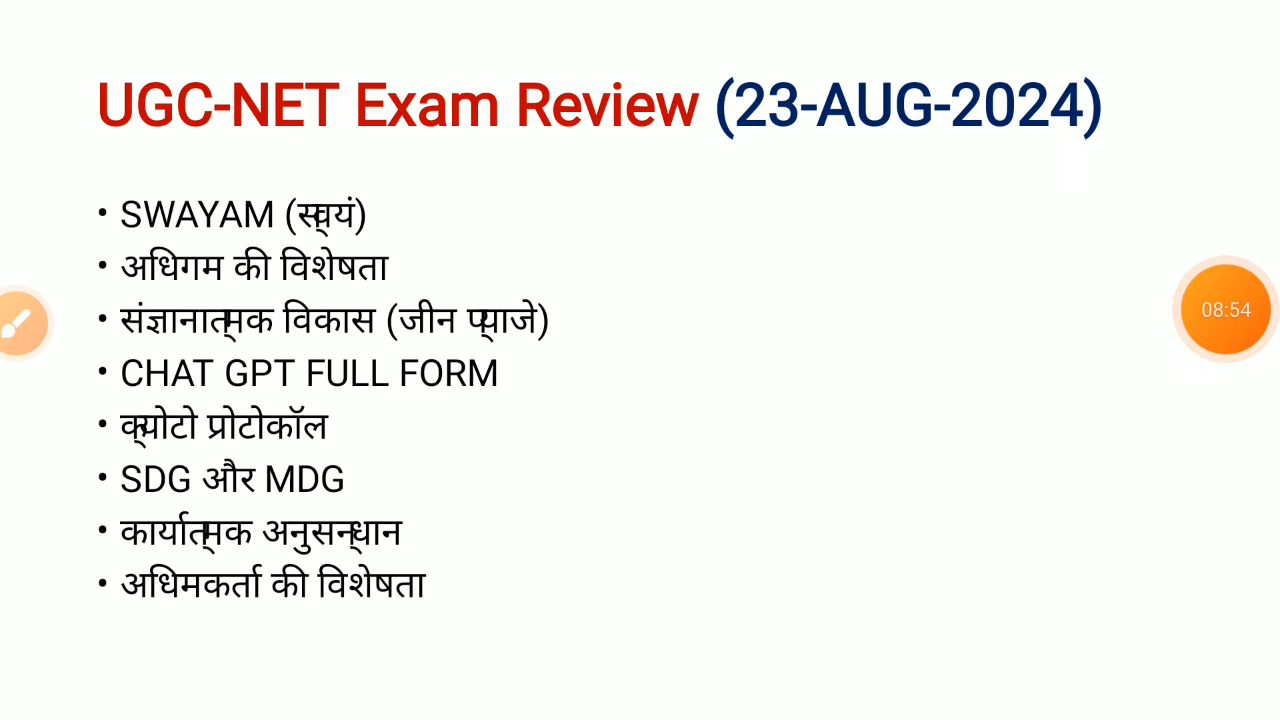 UGC-NET Exam Review (23-AUG-2024)
• SWAYAM (स्वयं)
• अधिगम की विशेषता
• संज्ञानात्मक विकास (जीन प्याजे)
• CHAT GPT FULL FORM
• क्योटो प्रोटोकॉल
• SDG और MDG
• कार्यात्मक अनुसन्धान
• अधिमकर्ता की विशेषता
08:54